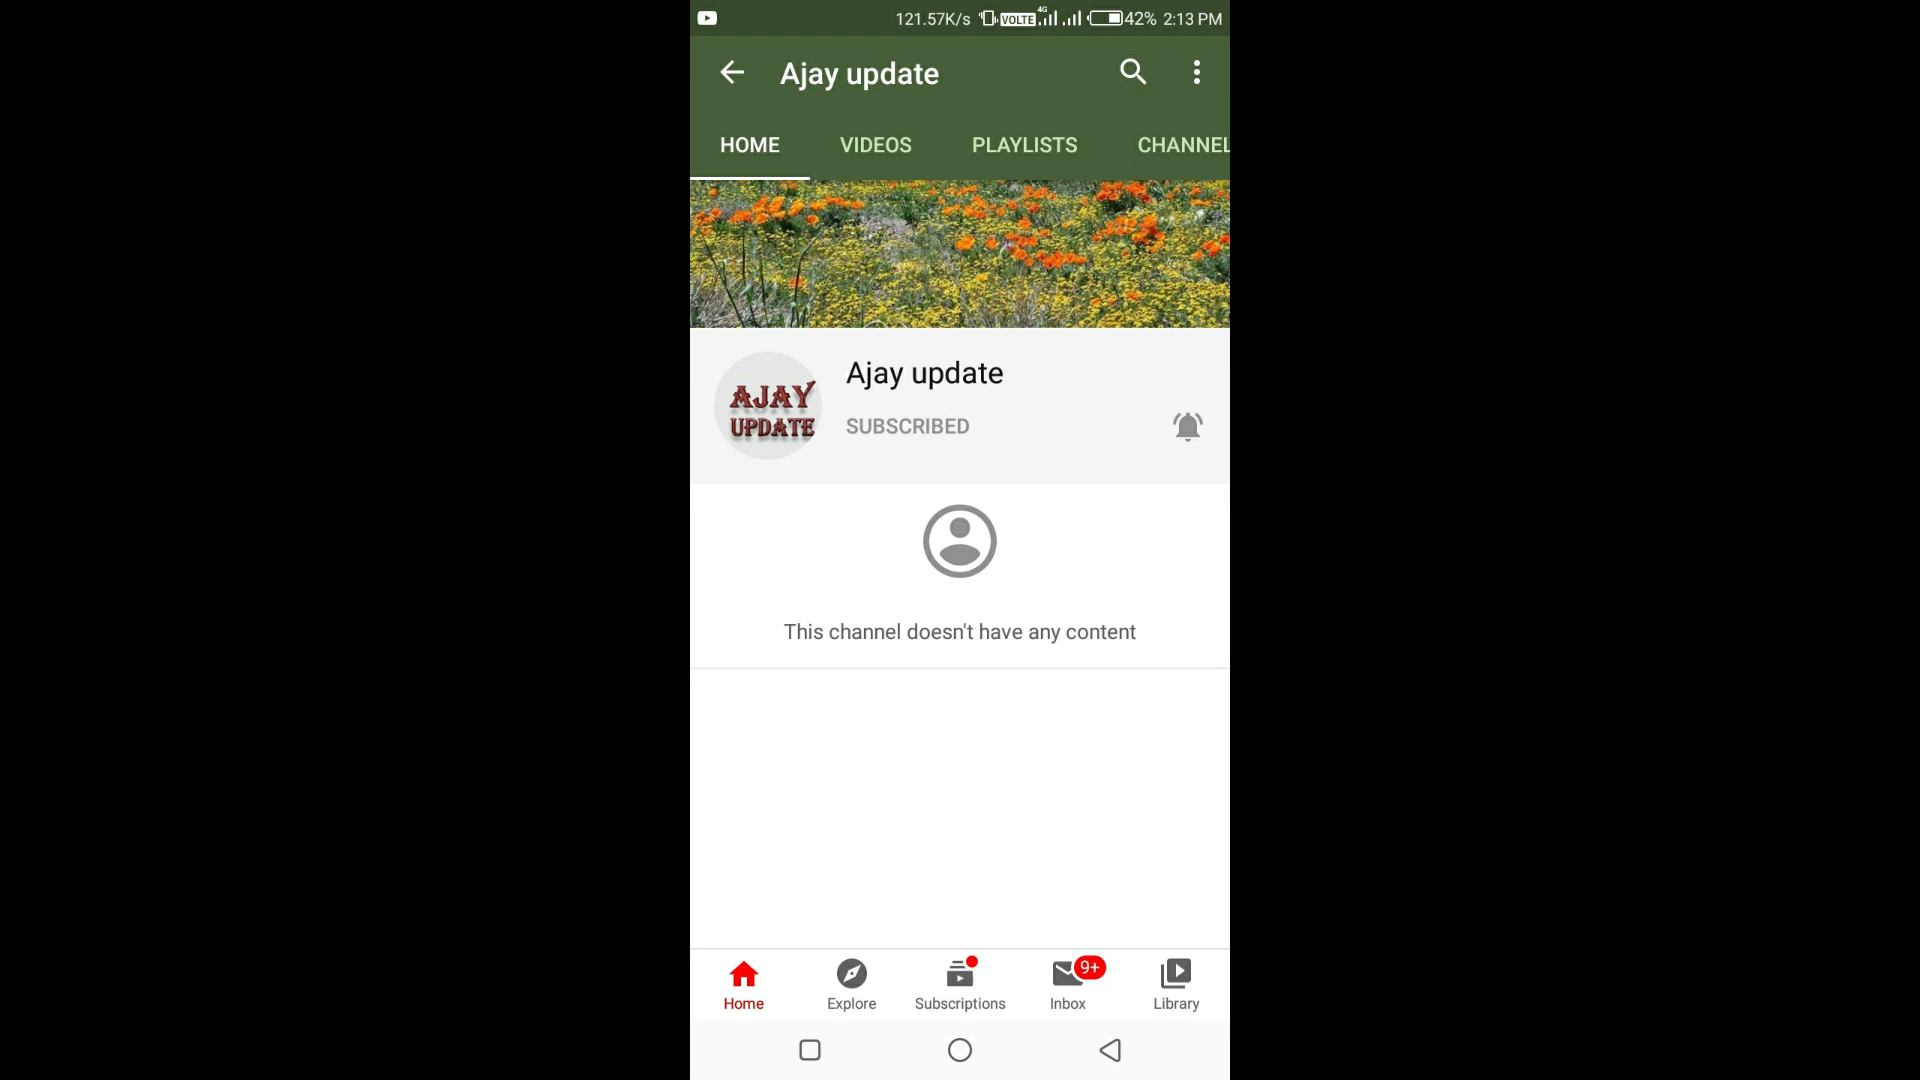 121.57K/s VOLTE 4G 42% 2:13 PM
Ajay update
HOME VIDEOS PLAYLISTS CHANNEL
AJAY
UPDATE
Ajay update
SUBSCRIBED
This channel doesn't have any content
9+
Home Explore Subscriptions Inbox Library